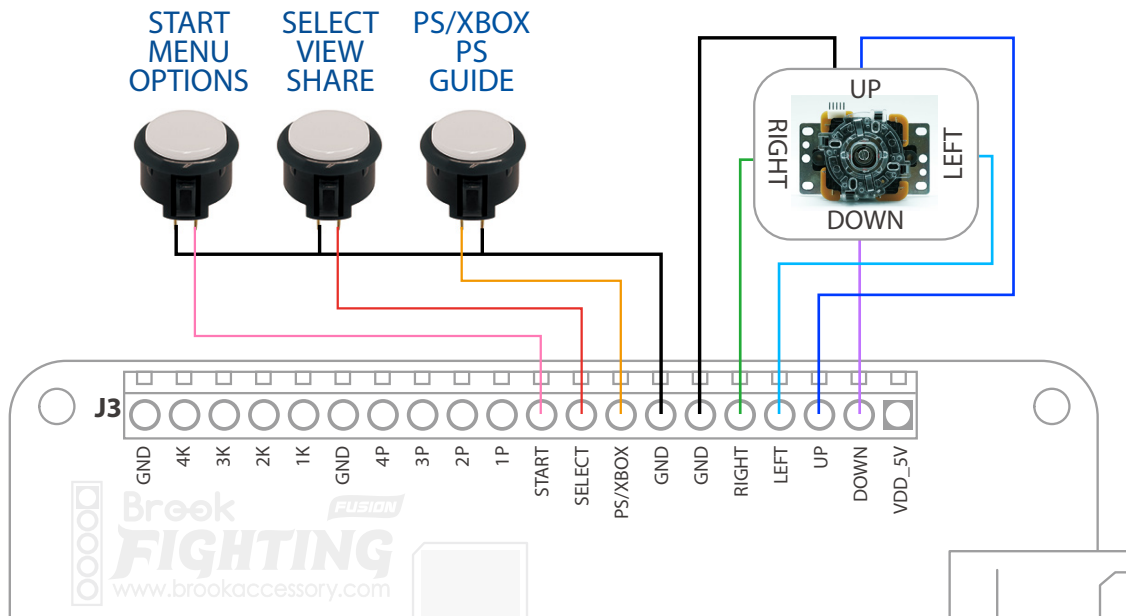 START
MENU
OPTIONS
SELECT
VIEW
SHARE
PS/XBOX
PS
GUIDE
UP
RIGHT
LEFT
DOWN
J3
GND
4K
3K
2K
1K
GND
4P
3P
2P
1P
START
SELECT
PS/XBOX
GND
GND
RIGHT
LEFT
UP
DOWN
VDD_5V
Brook
FUSION
FIGHTING
www.brookaccessory.com